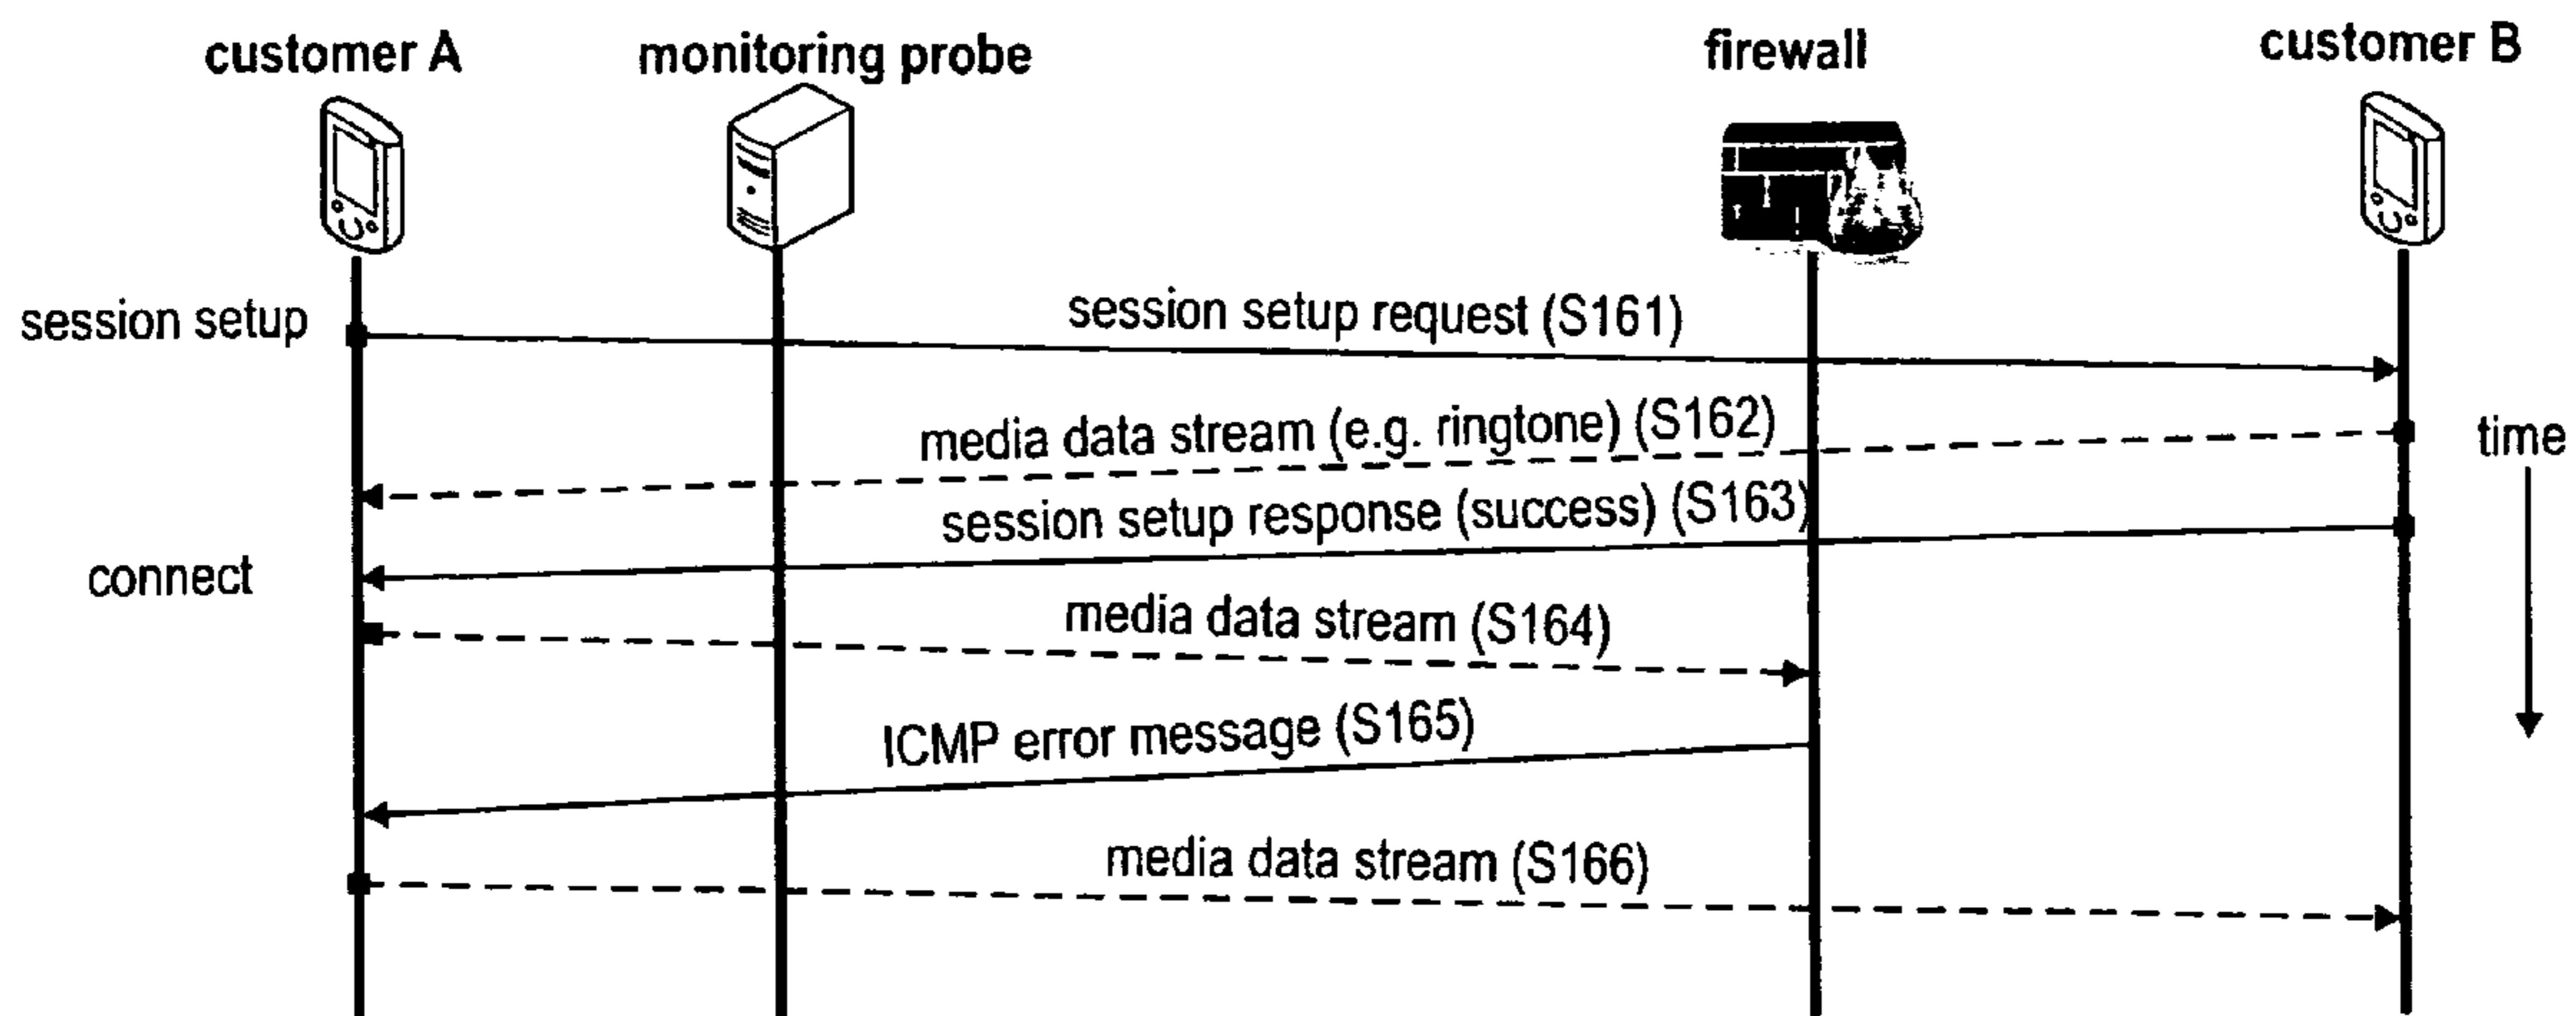 customer A
monitoring probe
firewall
customer B
session setup
session setup request (S161)
media data stream (e.g. ringtone) (S162)
time
session setup response (success) (S163)
connect
media data stream (S164)
ICMP error message (S165)
media data stream (S166)